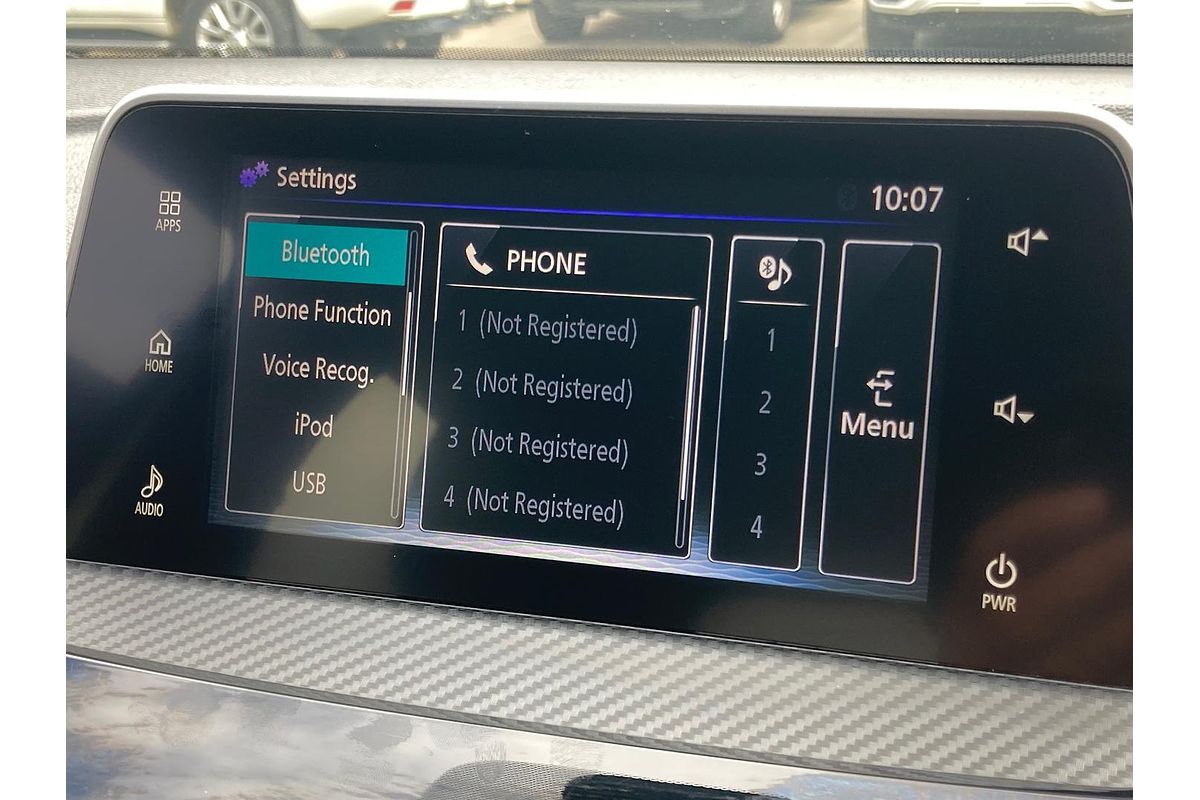 Settings
10:07
APPS
HOME
AUDIO
Bluetooth
Phone Function
Voice Recog.
iPod
USB
PHONE
1 (Not Registered)
2 (Not Registered)
3 (Not Registered)
4 (Not Registered)
1
2
3
4
Menu
PWR